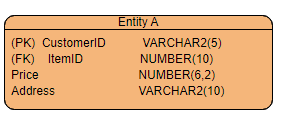 Entity A
(PK) CustomerID VARCHAR2(5)
(FK) ItemID NUMBER(10)
Price NUMBER(6,2)
Address VARCHAR2(10)